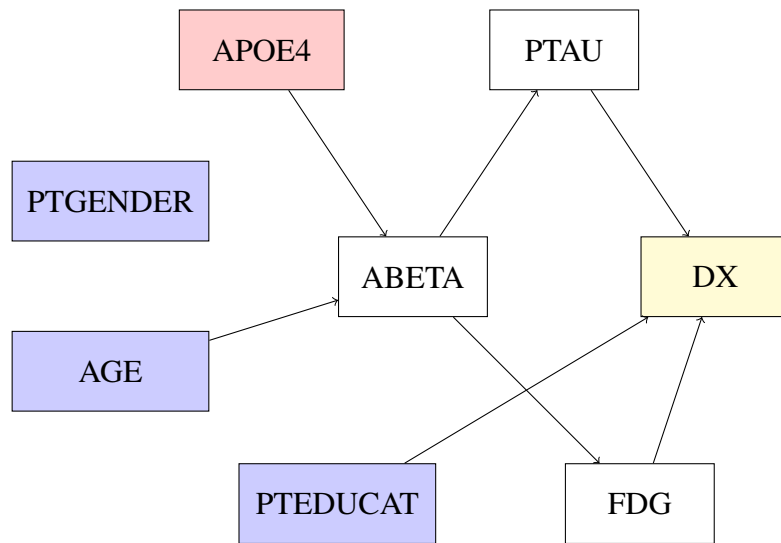 APOE4
PTAU
PTGENDER
ABETA
DX
AGE
PTEDUCAT
FDG